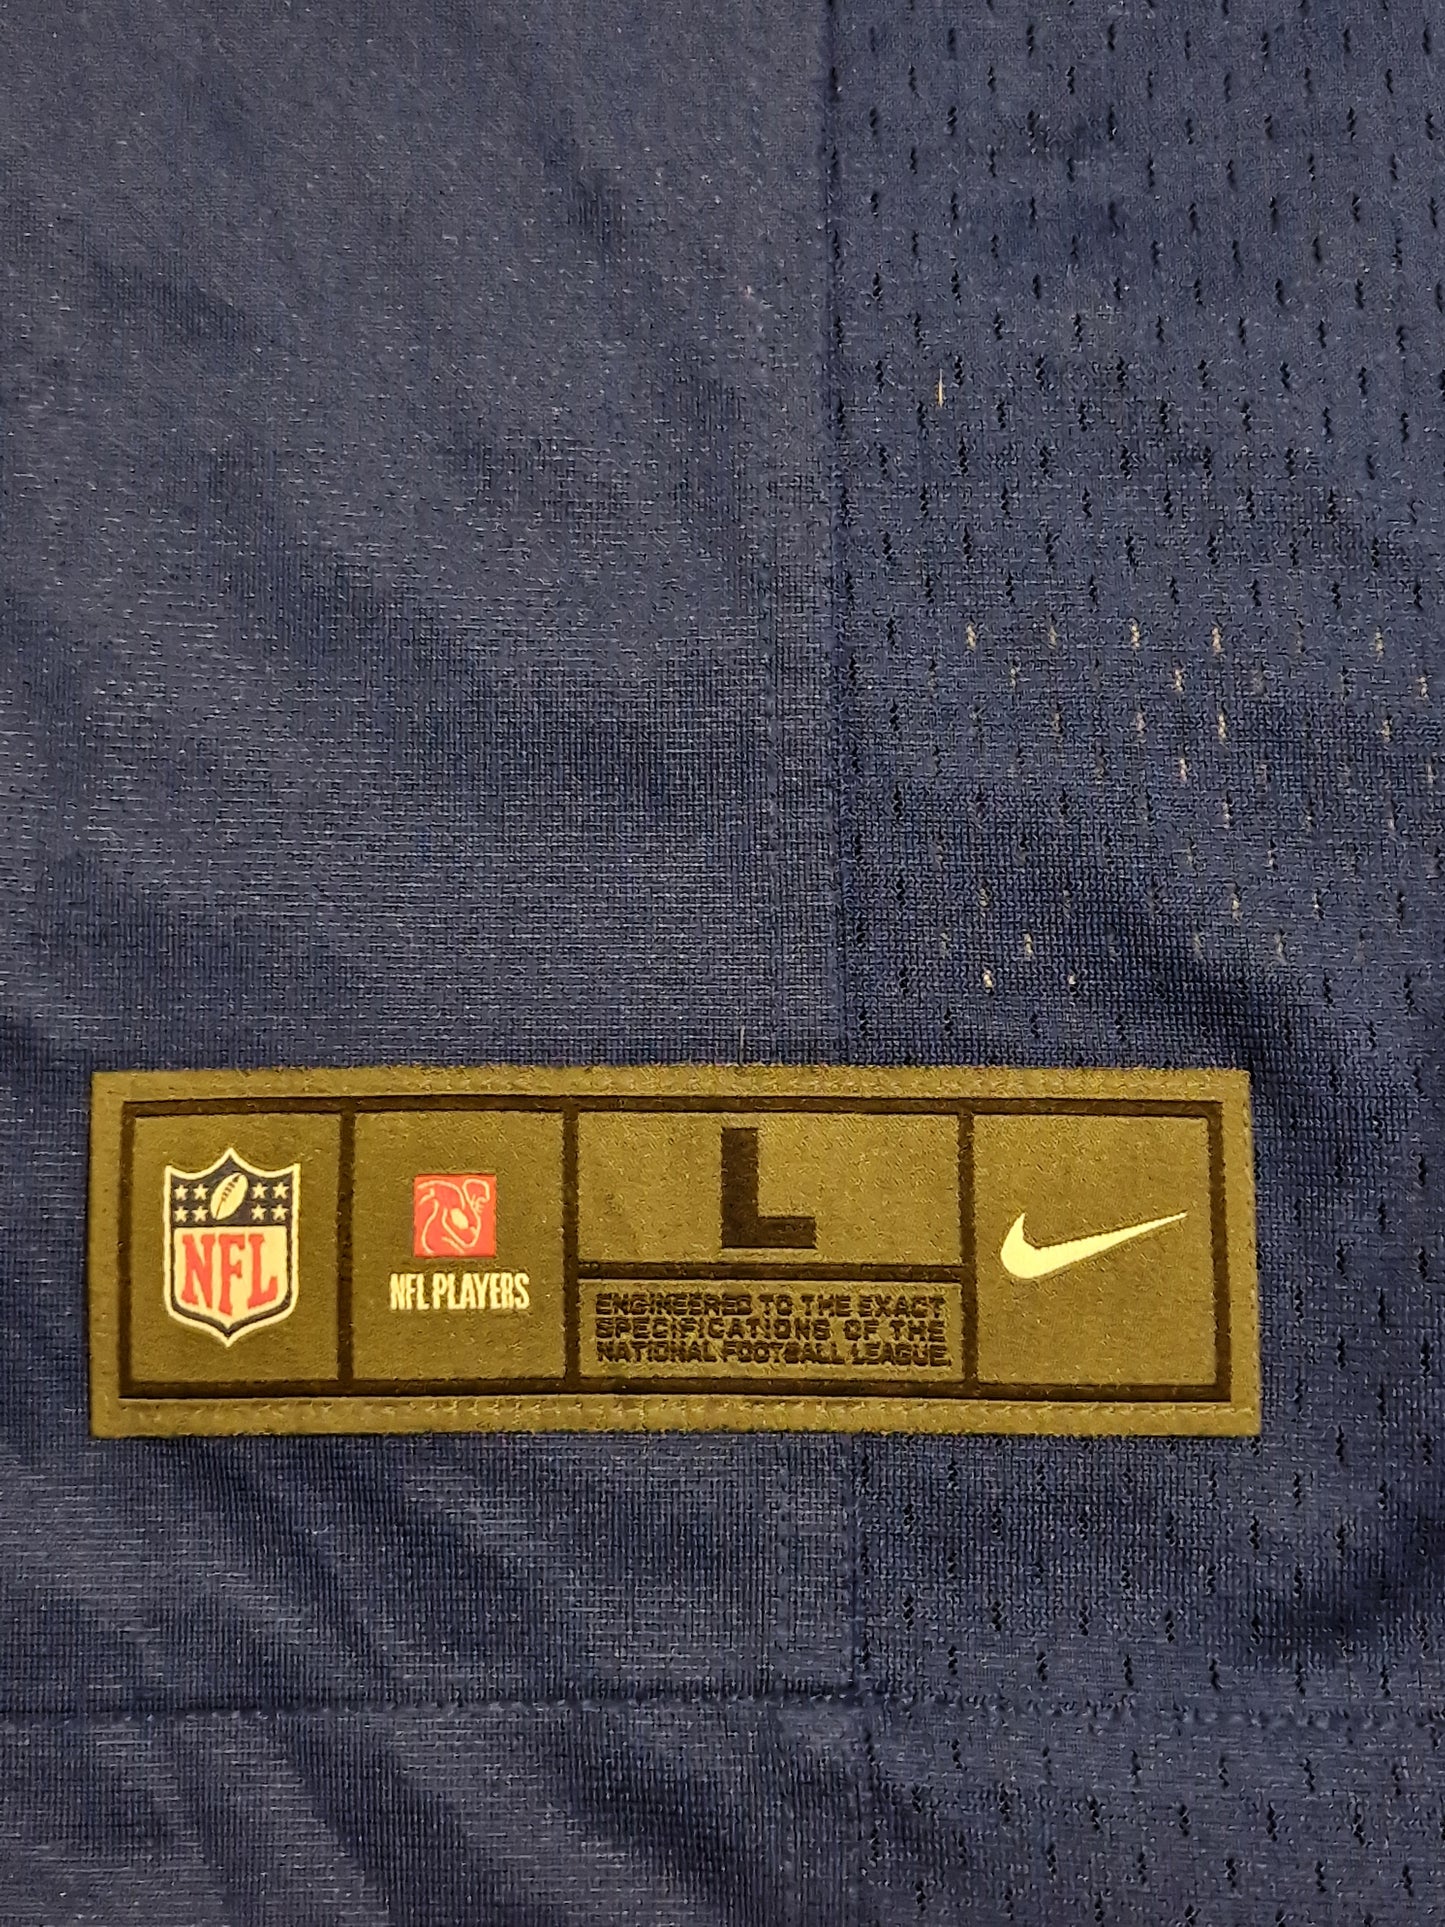 NFL
NFL PLAYERS
L
ENGINEERED TO THE EXACT
SPECIFICATIONS OF THE
NATIONAL FOOTBALL LEAGUE.